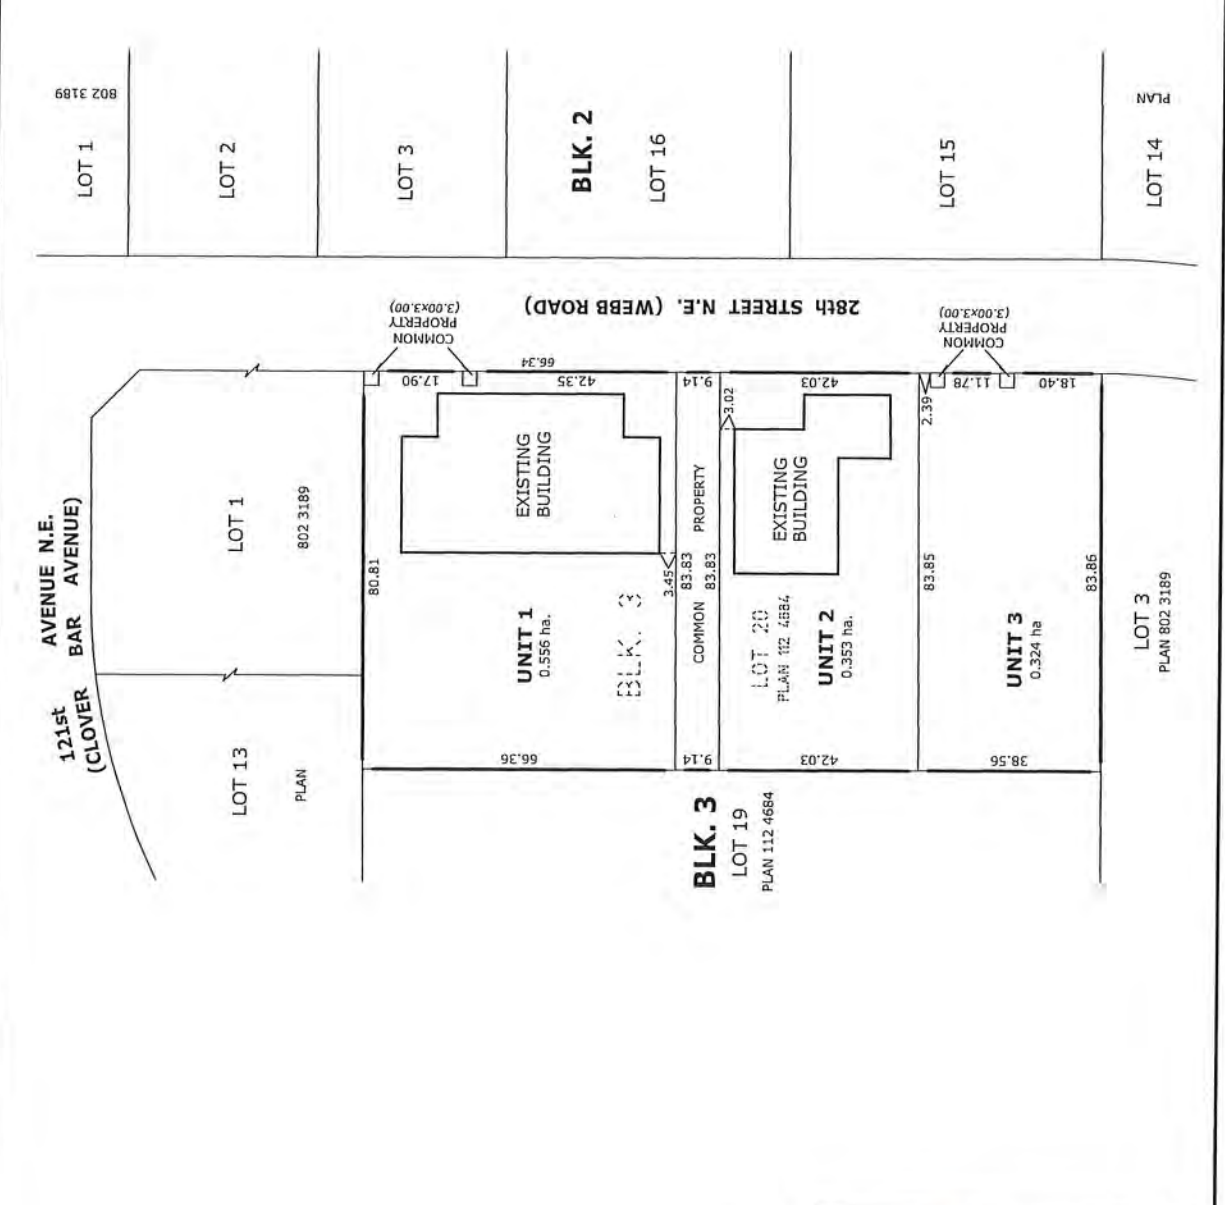 802 3189
LOT 1
LOT 2
LOT 3
BLK. 2
LOT 16
LOT 15
PLAN
LOT 14
28th STREET N.E. (WEBB ROAD)
COMMON
PROPERTY
(3.00x3.00)
COMMON
PROPERTY
(3.00x3.00)
66.34
17.90
42.35
9.14
42.03
11.78
18.40
3.02
2.39
121st AVENUE N.E.
(CLOVER BAR AVENUE)
LOT 1
802 3189
LOT 13
PLAN
80.81
EXISTING
BUILDING
3.45
83.83
83.83
COMMON PROPERTY
EXISTING
BUILDING
83.85
83.86
UNIT 1
0.556 ha.
BLK. 3
LOT 20
PLAN 112 4684
UNIT 2
0.353 ha.
UNIT 3
0.324 ha
LOT 3
PLAN 802 3189
66.36
9.14
42.03
38.56
BLK. 3
LOT 19
PLAN 112 4684